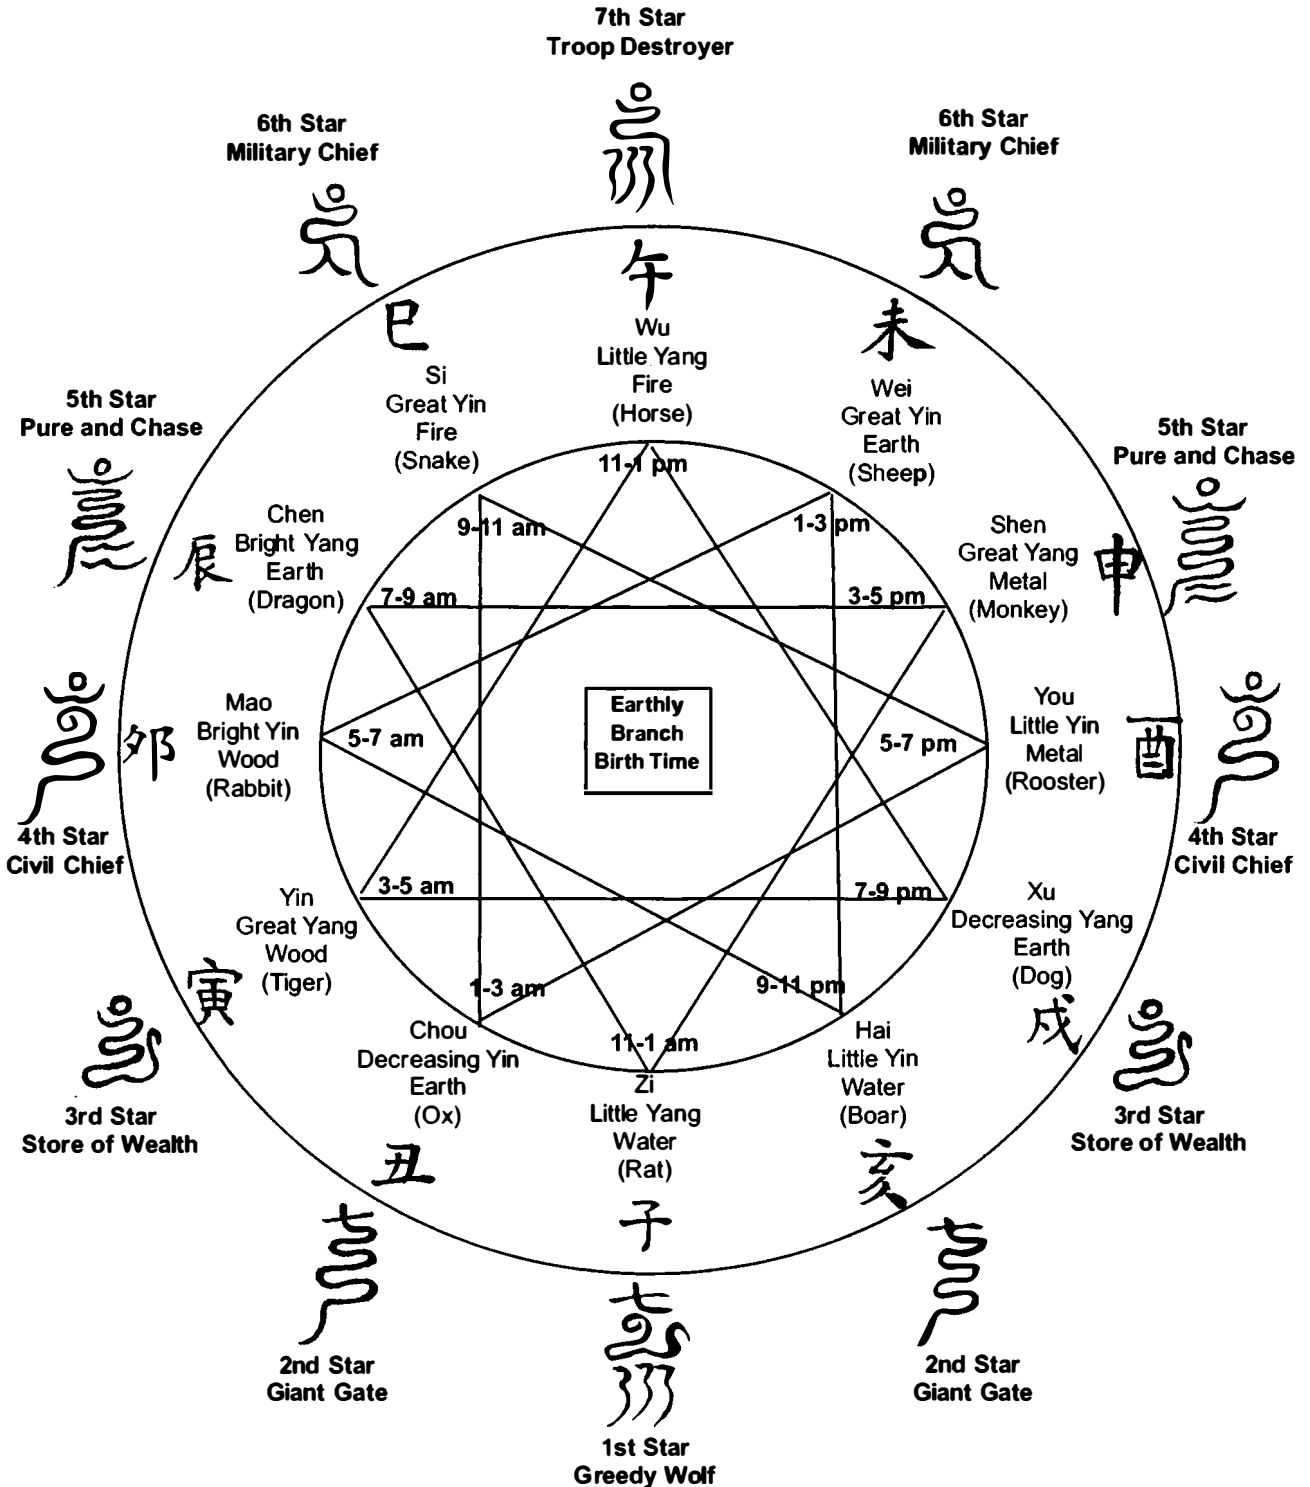 7th Star
Troop Destroyer
6th Star
Military Chief
6th Star
Military Chief
午
Wu
Little Yang
Fire
(Horse)
巳
Si
Great Yin
Fire
(Snake)
未
Wei
Great Yin
Earth
(Sheep)
5th Star
Pure and Chase
5th Star
Pure and Chase
辰
Chen
Bright Yang
Earth
(Dragon)
Shen
Great Yang
Metal
(Monkey)
申
11-1 pm
9-11 am
1-3 pm
7-9 am
3-5 pm
卯
Mao
Bright Yin
Wood
(Rabbit)
5-7 am
Earthly
Branch
Birth Time
5-7 pm
You
Little Yin
Metal
(Rooster)
酉
4th Star
Civil Chief
4th Star
Civil Chief
3-5 am
7-9 pm
Yin
Great Yang
Wood
(Tiger)
寅
Xu
Decreasing Yang
Earth
(Dog)
戌
1-3 am
9-11 pm
11-1 am
3rd Star
Store of Wealth
3rd Star
Store of Wealth
Chou
Decreasing Yin
Earth
(Ox)
丑
Zi
Little Yang
Water
(Rat)
子
Hai
Little Yin
Water
(Boar)
亥
2nd Star
Giant Gate
2nd Star
Giant Gate
1st Star
Greedy Wolf